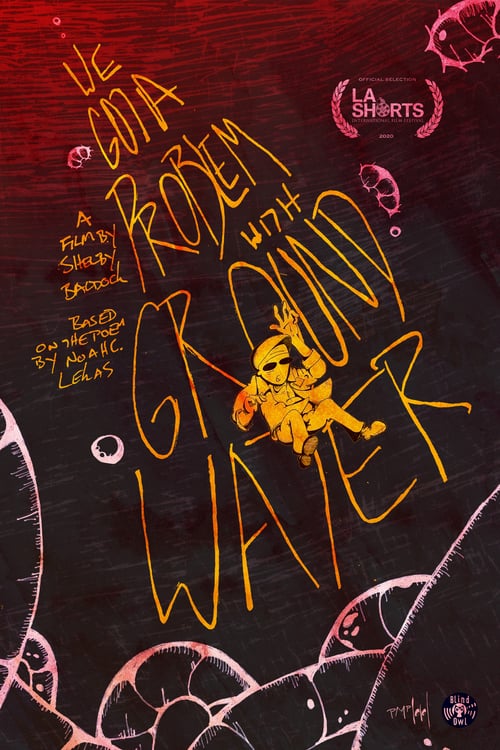 WE
GOT A
PROBLEM
WITH
GROUND
WATER
A
FILM BY
SHELBY
BADDOCK
BASED
ON THE POEM
BY NOAH C.
LEKAS
OFFICIAL SELECTION
LA
SHORTS
INTERNATIONAL FILM FESTIVAL
2020
Blind
Owl